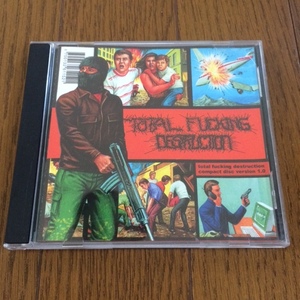 TOTAL FUCKING
DESTRUCTION
total fucking destruction
compact disc version 1.0